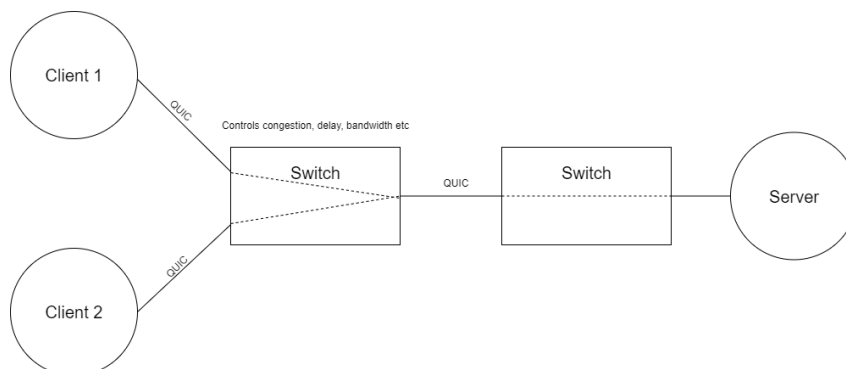 Client 1
QUIC
Controls congestion, delay, bandwidth etc
Switch
Switch
QUIC
Server
QUIC
Client 2